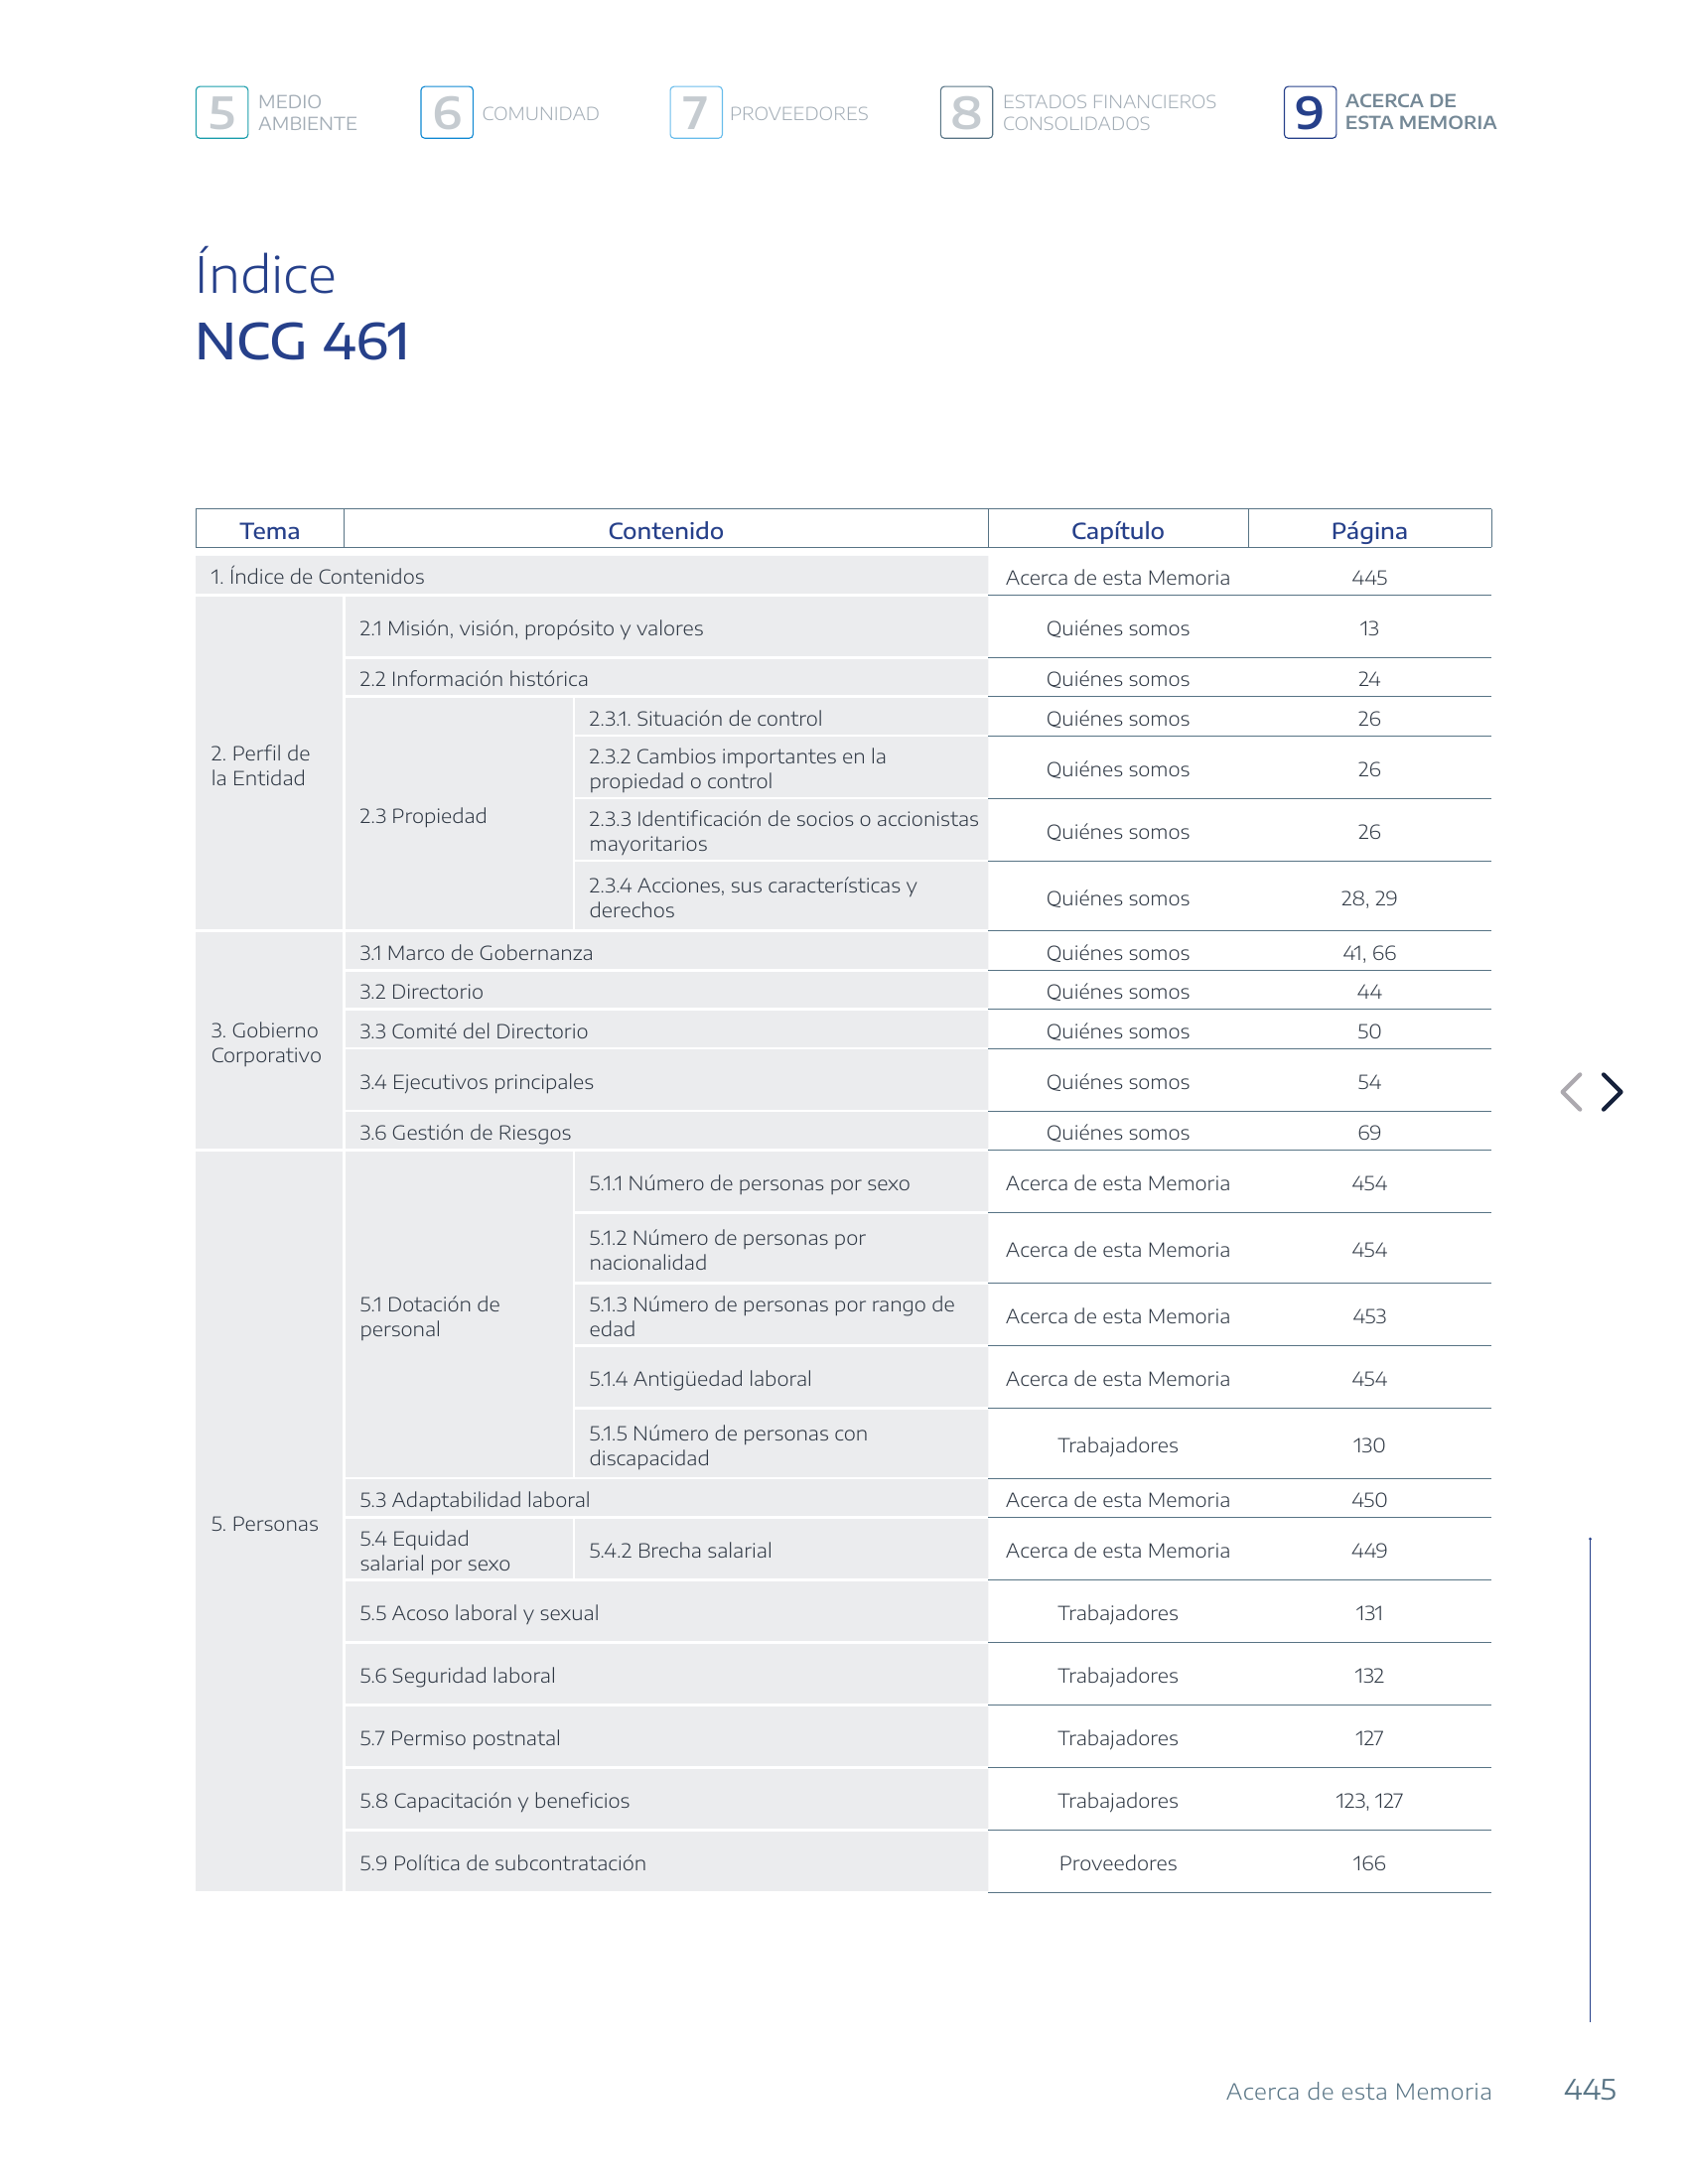 5 MEDIO
AMBIENTE
6 COMUNIDAD
7 PROVEEDORES
8 ESTADOS FINANCIEROS
CONSOLIDADOS
9 ACERCA DE
ESTA MEMORIA
Índice
NCG 461
Tema Contenido Capítulo Página
1. Índice de Contenidos Acerca de esta Memoria 445
2. Perfil de
la Entidad
2.1 Misión, visión, propósito y valores Quiénes somos 13
2.2 Información histórica Quiénes somos 24
2.3 Propiedad
2.3.1. Situación de control Quiénes somos 26
2.3.2 Cambios importantes en la
propiedad o control Quiénes somos 26
2.3.3 Identificación de socios o accionistas
mayoritarios Quiénes somos 26
2.3.4 Acciones, sus características y
derechos Quiénes somos 28, 29
3. Gobierno
Corporativo
3.1 Marco de Gobernanza Quiénes somos 41, 66
3.2 Directorio Quiénes somos 44
3.3 Comité del Directorio Quiénes somos 50
3.4 Ejecutivos principales Quiénes somos 54
3.6 Gestión de Riesgos Quiénes somos 69
5. Personas
5.1 Dotación de
personal
5.1.1 Número de personas por sexo Acerca de esta Memoria 454
5.1.2 Número de personas por
nacionalidad Acerca de esta Memoria 454
5.1.3 Número de personas por rango de
edad Acerca de esta Memoria 453
5.1.4 Antigüedad laboral Acerca de esta Memoria 454
5.1.5 Número de personas con
discapacidad Trabajadores 130
5.3 Adaptabilidad laboral Acerca de esta Memoria 450
5.4 Equidad
salarial por sexo
5.4.2 Brecha salarial Acerca de esta Memoria 449
5.5 Acoso laboral y sexual Trabajadores 131
5.6 Seguridad laboral Trabajadores 132
5.7 Permiso postnatal Trabajadores 127
5.8 Capacitación y beneficios Trabajadores 123, 127
5.9 Política de subcontratación Proveedores 166
Acerca de esta Memoria 445